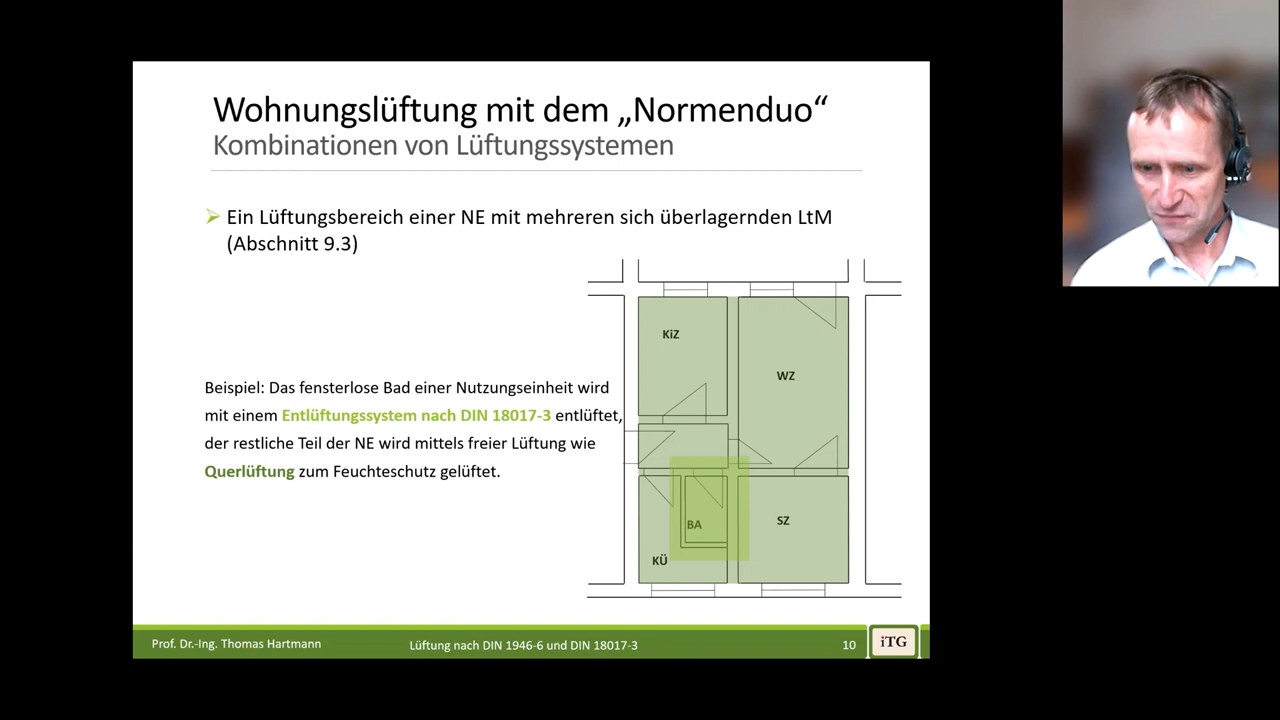 Wohnungslüftung mit dem „Normenduo“
Kombinationen von Lüftungssystemen
Ein Lüftungsbereich einer NE mit mehreren sich überlagernden LtM
(Abschnitt 9.3)
Beispiel: Das fensterlose Bad einer Nutzungseinheit wird
mit einem Entlüftungssystem nach DIN 18017-3 entlüftet,
der restliche Teil der NE wird mittels freier Lüftung wie
Querlüftung zum Feuchteschutz gelüftet.
KiZ
WZ
BA
SZ
KÜ
Prof. Dr.-Ing. Thomas Hartmann
Lüftung nach DIN 1946-6 und DIN 18017-3
10
iTG